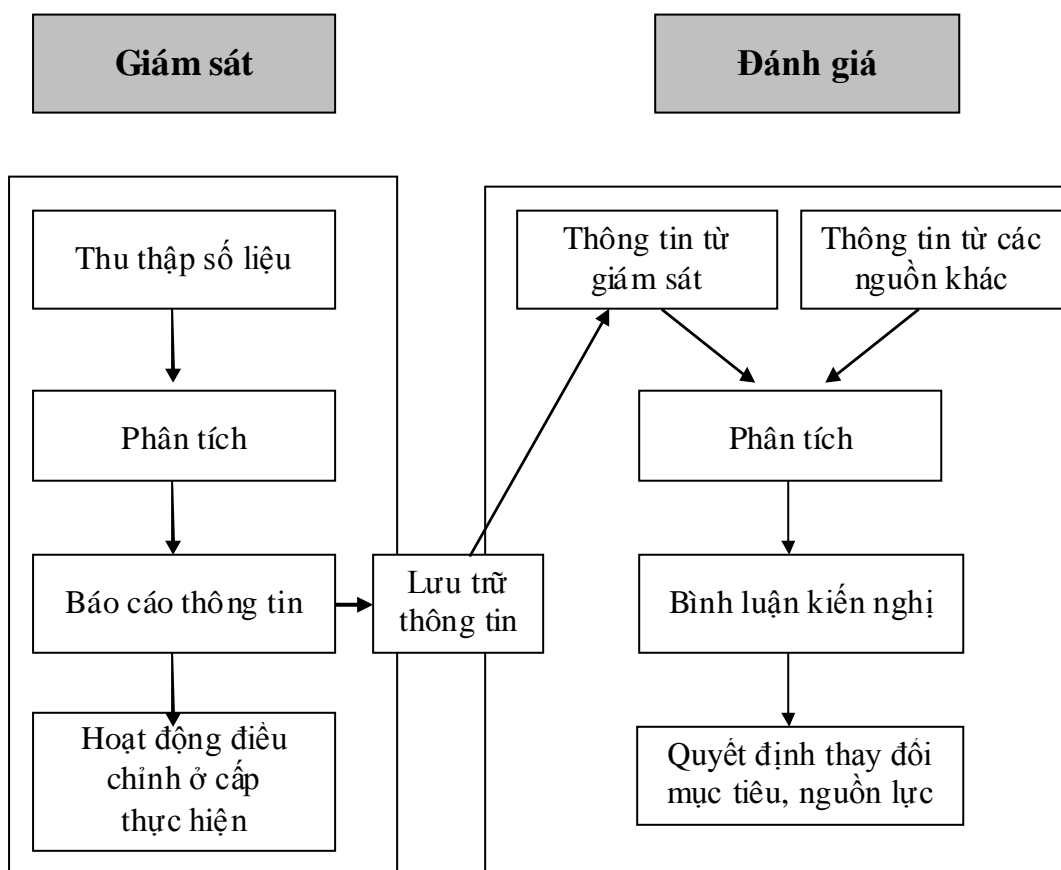 Giám sát
Đánh giá
Thu thập số liệu
Phân tích
Báo cáo thông tin
Hoạt động điều
chỉnh ở cấp
thực hiện
Lưu trữ
thông tin
Thông tin từ
giám sát
Thông tin từ các
nguồn khác
Phân tích
Bình luận kiến nghị
Quyết định thay đổi
mục tiêu, nguồn lực